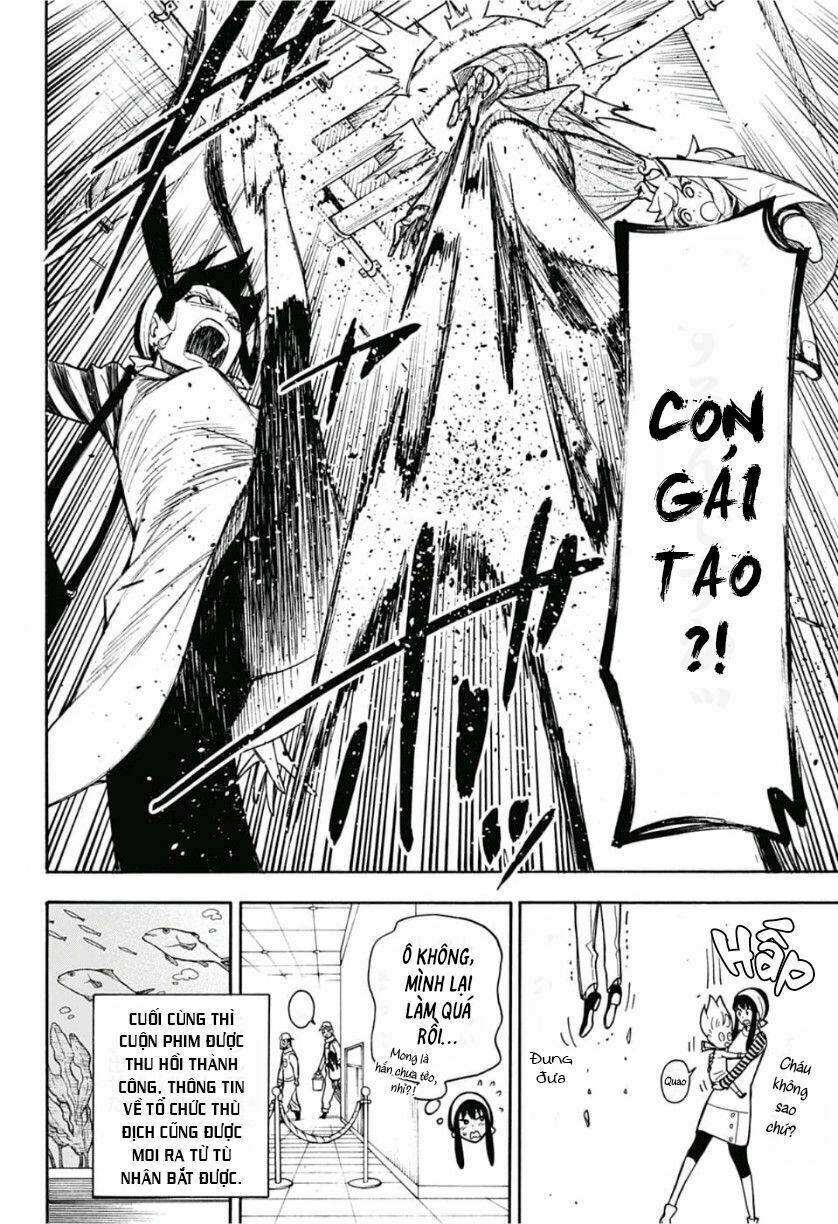 CON
GÁI
TAO
?!
Hấp
Cháu
không
sao
chứ?
Quao
Đung
đưa
Ô KHÔNG,
MÌNH LẠI
LÀM QUÁ
RỒI...
Mong là
hắn chưa tẻo,
nhỉ?!
CUỐI CÙNG THÌ
CUỘN PHIM ĐƯỢC
THU HỒI THÀNH
CÔNG, THÔNG TIN
VỀ TỔ CHỨC THÙ
ĐỊCH CŨNG ĐƯỢC
MOI RA TỪ TÙ
NHÂN BẮT ĐƯỢC.